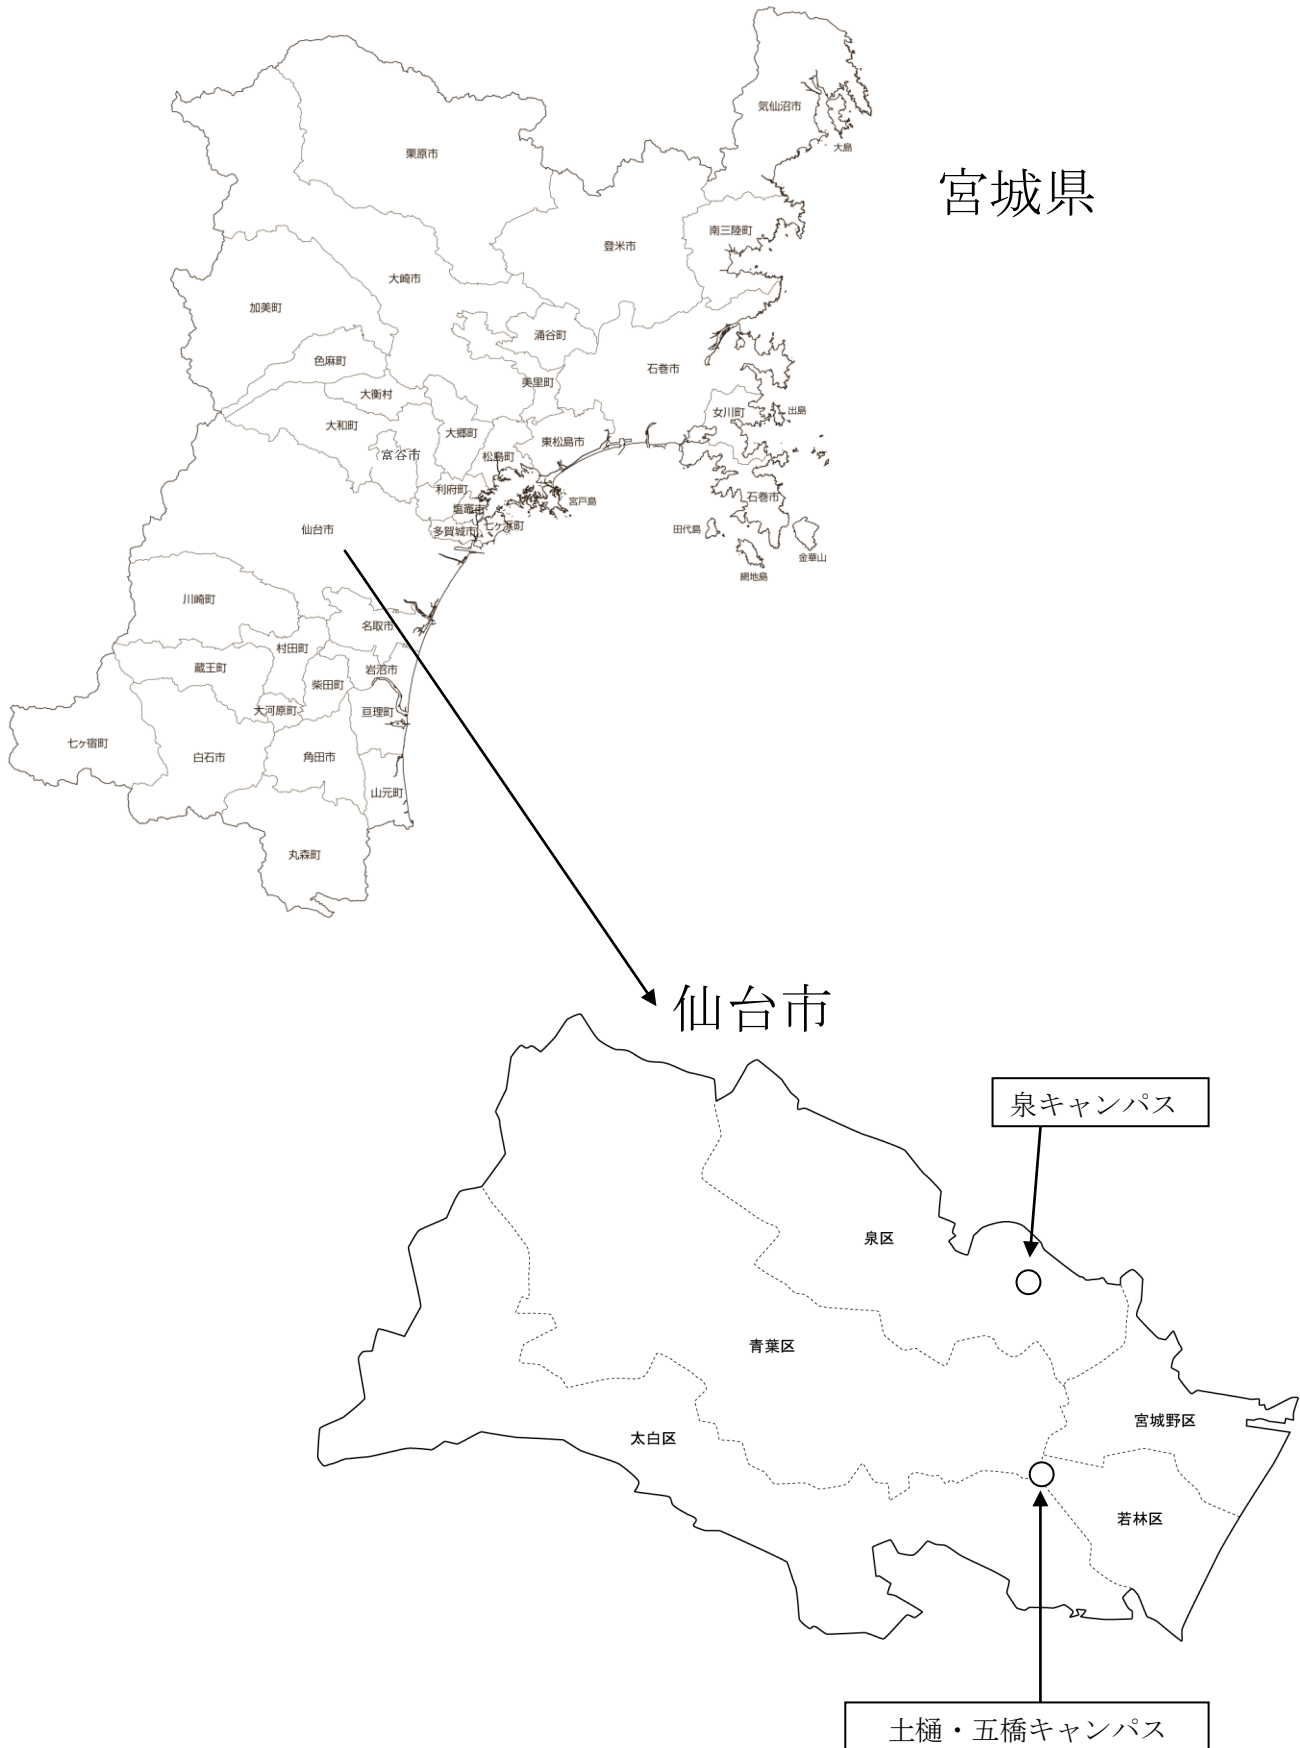 宮城県
気仙沼市
大島
栗原市
南三陸町
登米市
大崎市
加美町
涌谷町
色麻町
石巻市
美里町
大衡村
女川町
出島
大和町
大郷町
東松島市
富谷市
松島町
利府町
石巻市
宮戸島
塩竈市
七ヶ浜町
田代島
仙台市
多賀城市
金華山
網地島
川崎町
名取市
村田町
蔵王町
岩沼市
柴田町
大河原町
亘理町
七ヶ宿町
白石市
角田市
山元町
丸森町
仙台市
泉キャンパス
泉区
青葉区
宮城野区
太白区
若林区
土樋・五橋キャンパス